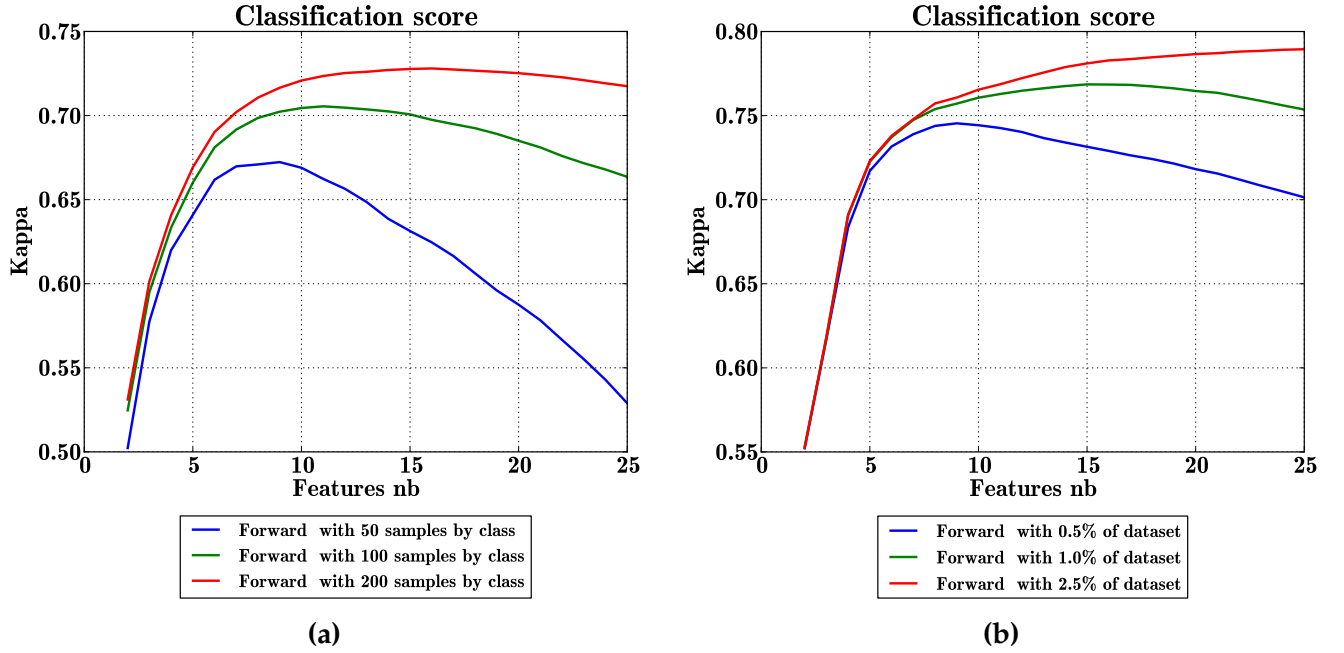 Classification score
0.75
0.70
0.65
0.60
0.55
0.50
Kappa
0 5 10 15 20 25
Features nb
Forward with 50 samples by class
Forward with 100 samples by class
Forward with 200 samples by class
(a)
Classification score
0.80
0.75
0.70
0.65
0.60
0.55
Kappa
0 5 10 15 20 25
Features nb
Forward with 0.5% of dataset
Forward with 1.0% of dataset
Forward with 2.5% of dataset
(b)